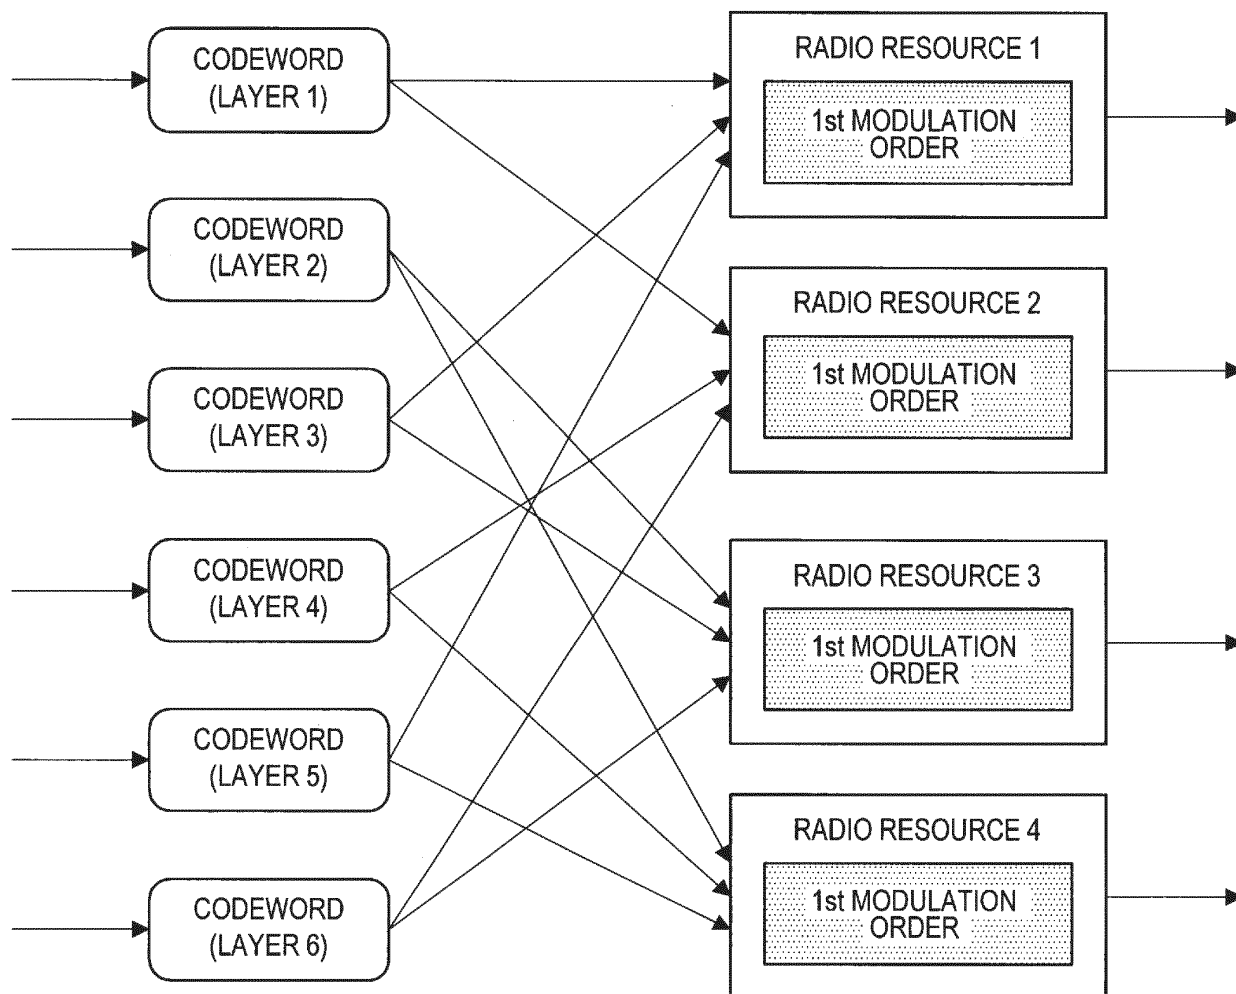 CODEWORD
(LAYER 1)
CODEWORD
(LAYER 2)
CODEWORD
(LAYER 3)
CODEWORD
(LAYER 4)
CODEWORD
(LAYER 5)
CODEWORD
(LAYER 6)
RADIO RESOURCE 1
1st MODULATION
ORDER
RADIO RESOURCE 2
1st MODULATION
ORDER
RADIO RESOURCE 3
1st MODULATION
ORDER
RADIO RESOURCE 4
1st MODULATION
ORDER